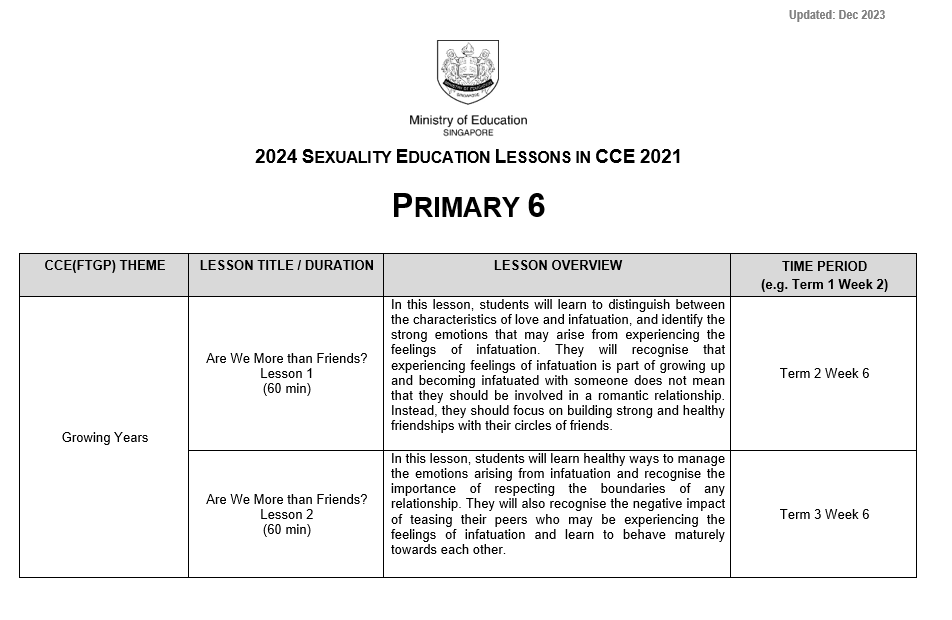 Updated: Dec 2023
Ministry of Education
SINGAPORE
2024 SEXUALITY EDUCATION LESSONS IN CCE 2021
PRIMARY 6
CCE(FTGP) THEME
LESSON TITLE / DURATION
LESSON OVERVIEW
TIME PERIOD
(e.g. Term 1 Week 2)
Growing Years
Are We More than Friends?
Lesson 1
(60 min)
In this lesson, students will learn to distinguish between
the characteristics of love and infatuation, and identify the
strong emotions that may arise from experiencing the
feelings of infatuation. They will recognise that
experiencing feelings of infatuation is part of growing up
and becoming infatuated with someone does not mean
that they should be involved in a romantic relationship.
Instead, they should focus on building strong and healthy
friendships with their circles of friends.
Term 2 Week 6
Are We More than Friends?
Lesson 2
(60 min)
In this lesson, students will learn healthy ways to manage
the emotions arising from infatuation and recognise the
importance of respecting the boundaries of any
relationship. They will also recognise the negative impact
of teasing their peers who may be experiencing the
feelings of infatuation and learn to behave maturely
towards each other.
Term 3 Week 6